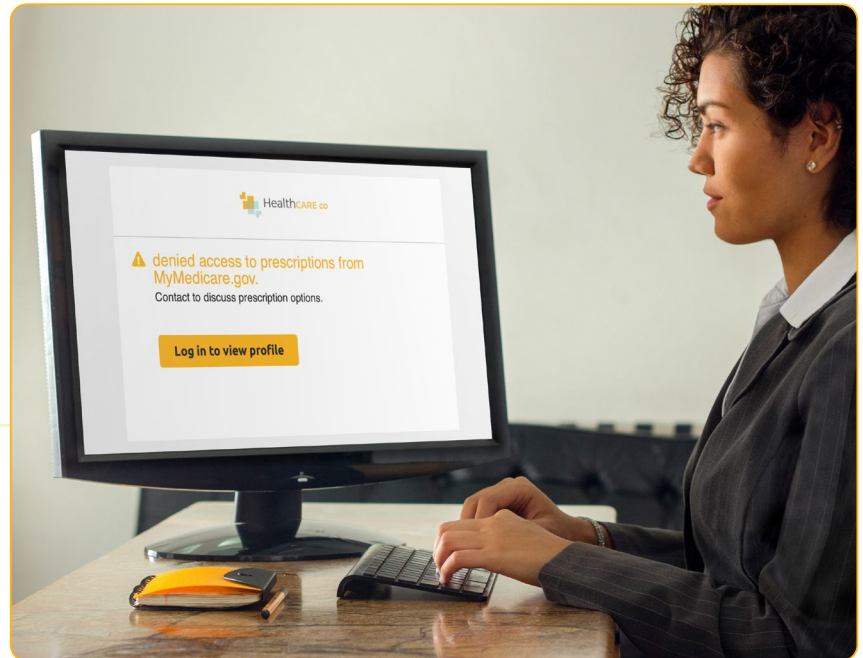 HealthCARE co
denied access to prescriptions from
MyMedicare.gov.
Contact to discuss prescription options.
Log in to view profile